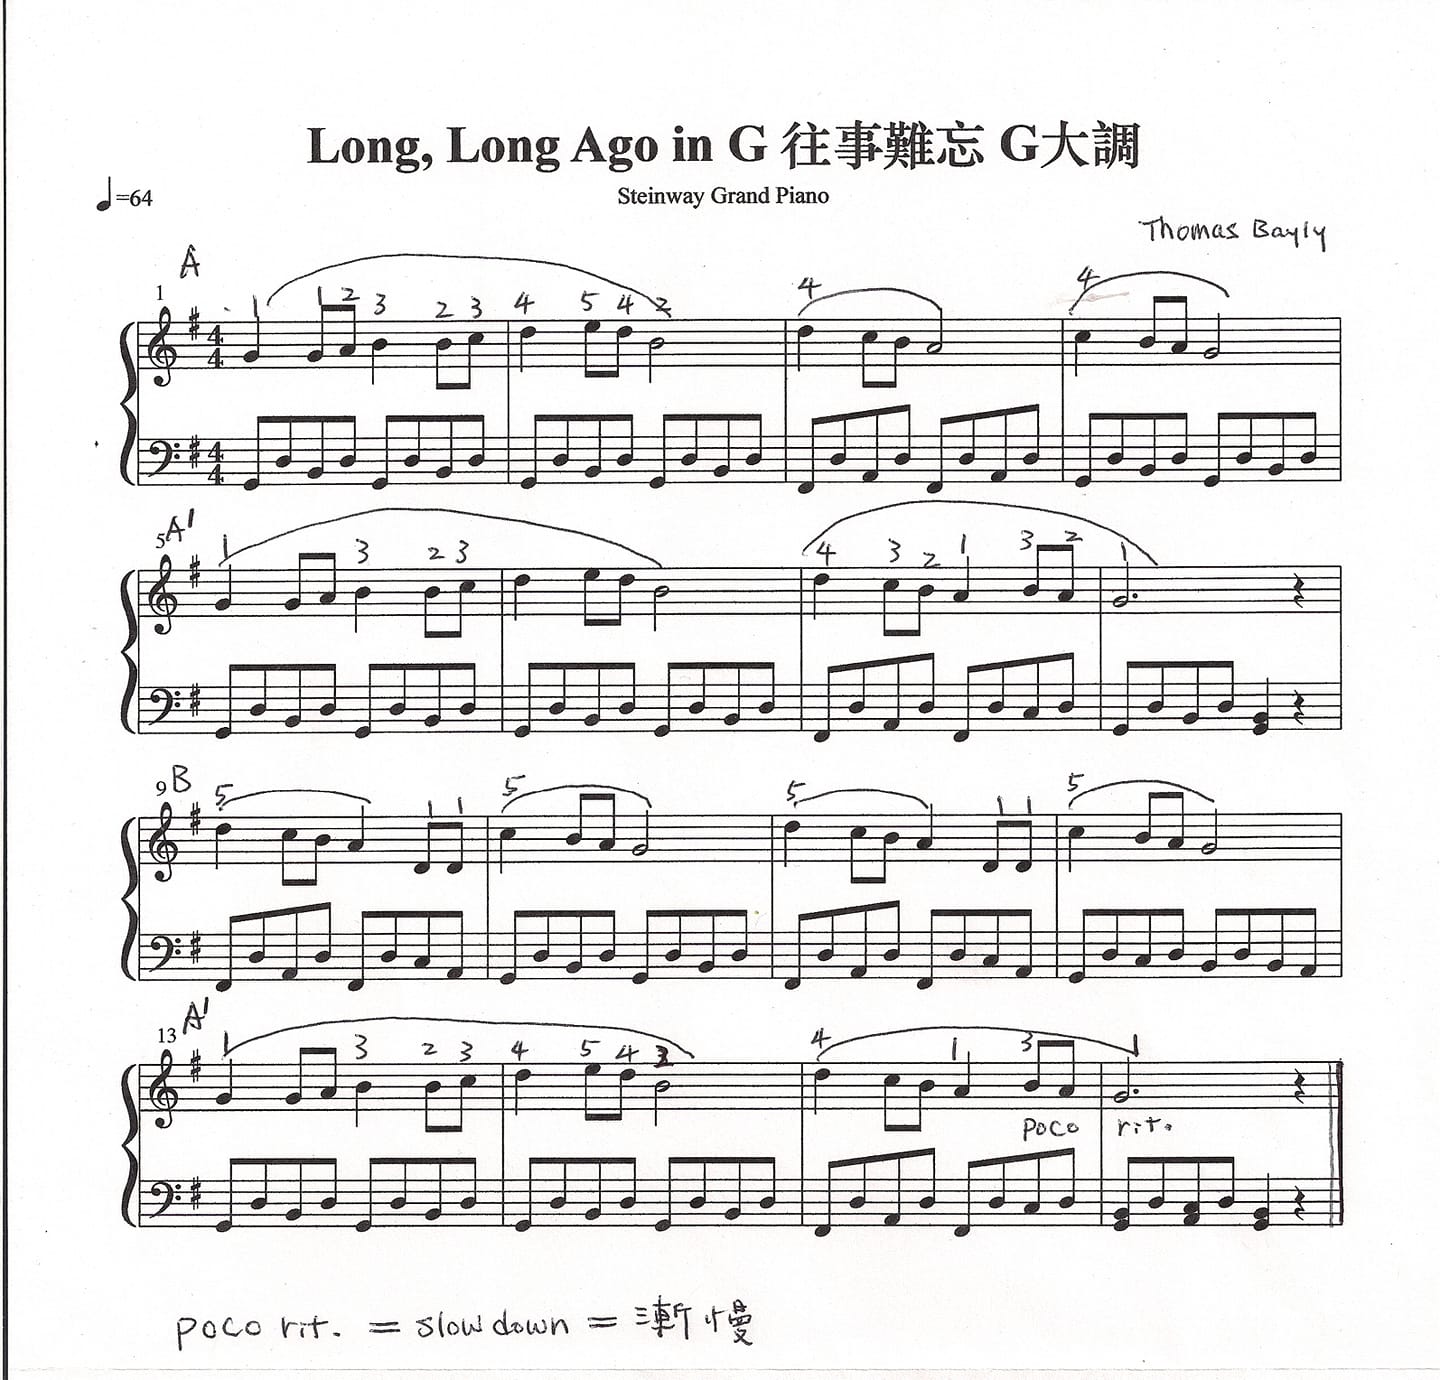 Long, Long Ago in G 往事難忘 G大調
♩=64
Steinway Grand Piano
Thomas Bayly
A
1
1 1 2 3 2 3 4 5 4 2 4 4
4
4
4
4
5 A'
1 3 2 3 4 3 2 1 3 2 1
9 B
5 1 1 5 5 1 1 5
13 A'
1 3 2 3 4 5 4 3 4 1 3 1
poco rit.
poco rit. = slow down = 漸慢